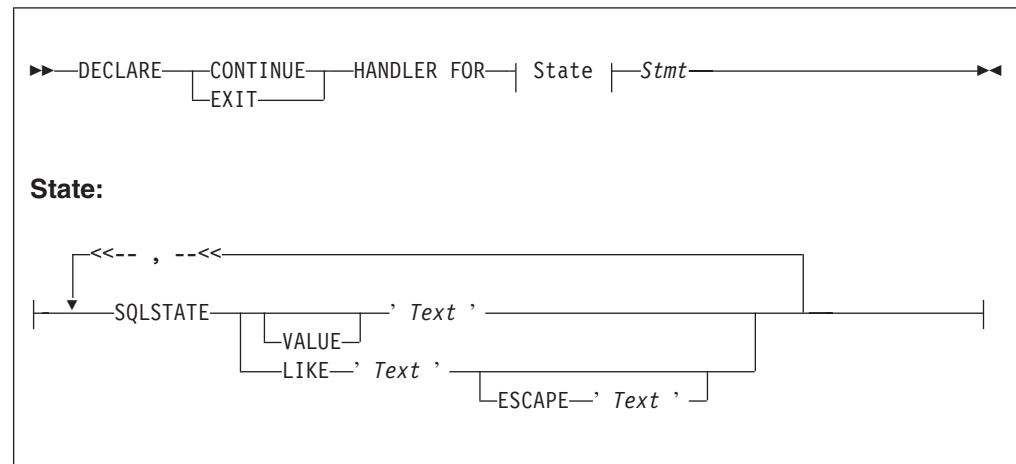 DECLARE CONTINUE HANDLER FOR State Stmt
EXIT
State:
<<-- , --<<
SQLSTATE ' Text '
VALUE
LIKE ' Text '
ESCAPE ' Text '